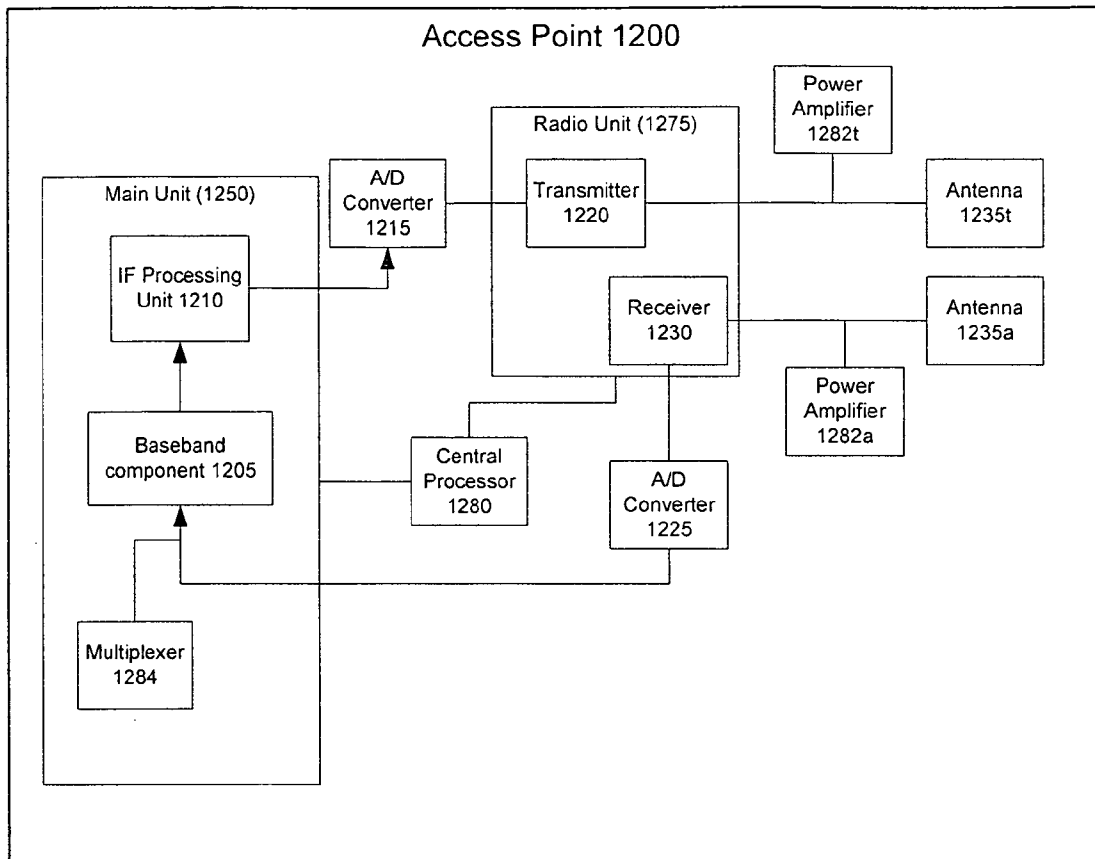 Access Point 1200
Power
Amplifier
1282t
Radio Unit (1275)
A/D
Converter
1215
Transmitter
1220
Antenna
1235t
Main Unit (1250)
IF Processing
Unit 1210
Receiver
1230
Antenna
1235a
Power
Amplifier
1282a
Baseband
component 1205
Central
Processor
1280
A/D
Converter
1225
Multiplexer
1284